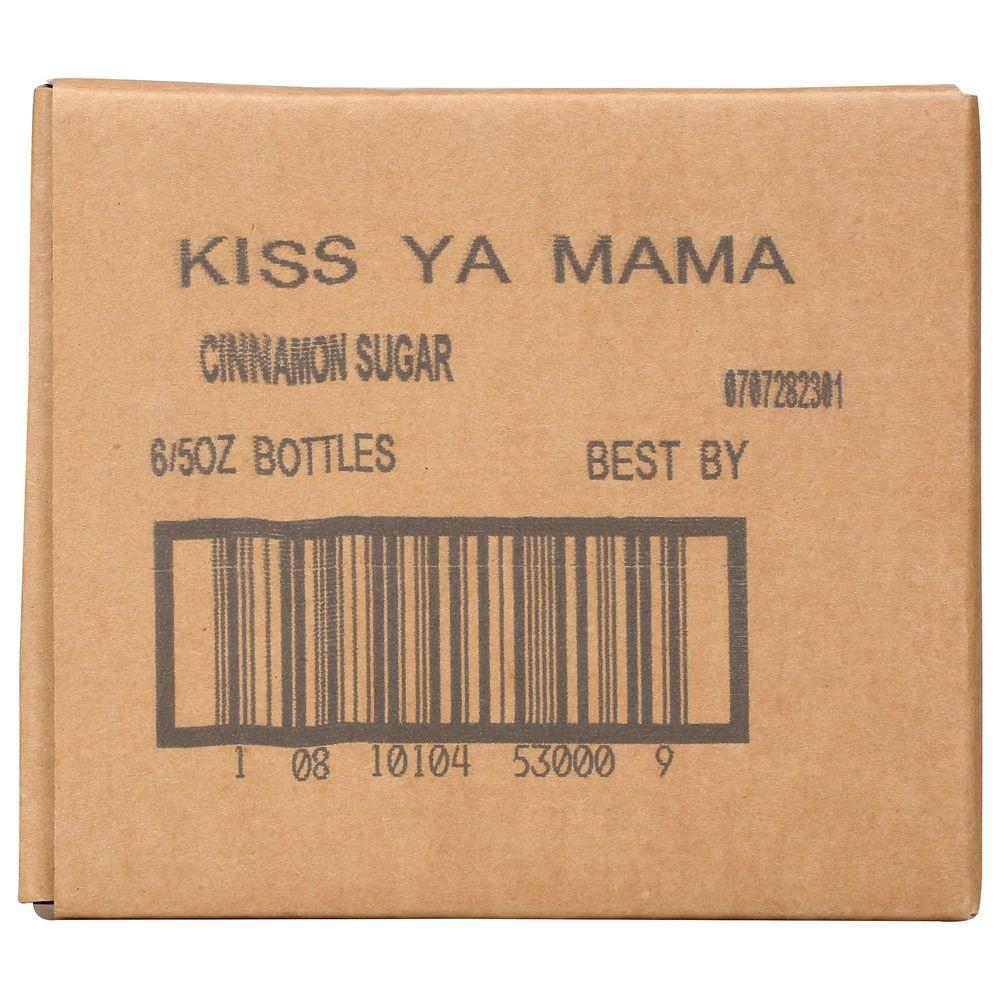 KISS YA MAMA
CINNAMON SUGAR
0707282301
6/5OZ BOTTLES BEST BY
1 08 10104 53000 9